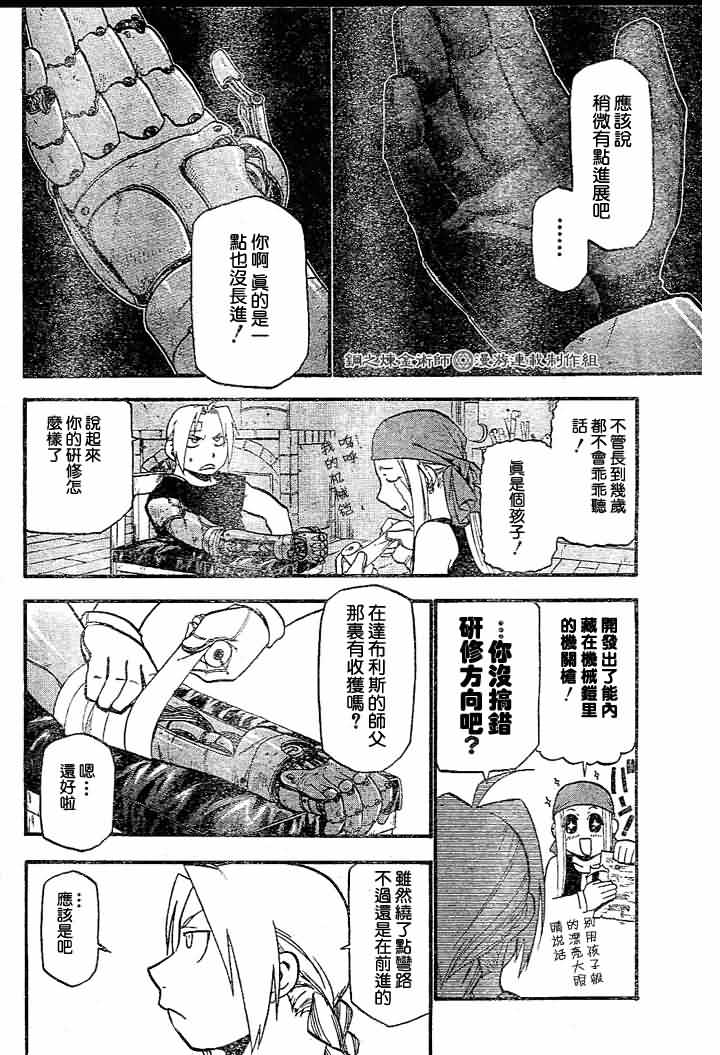 應該說
稍微有點進展吧
……
你啊 真的是一
點也沒長進！
鋼之煉金術師 漫游連載制作組
不管長到幾歲
都不會乖乖聽
話！
真是個孩子！
嗚呼
我的機械鎧
說起來
你的研修怎
麼樣了
開發出了能內
藏在機械鎧里
的機關槍！
…你沒搞錯
研修方向吧？
別用孩子般
的漂亮大眼
睛說話
在達布利斯的師父
那裏有收獲嗎？
嗯…
還好啦
雖然繞了點彎路
不過還是在前進的
…
應該是吧